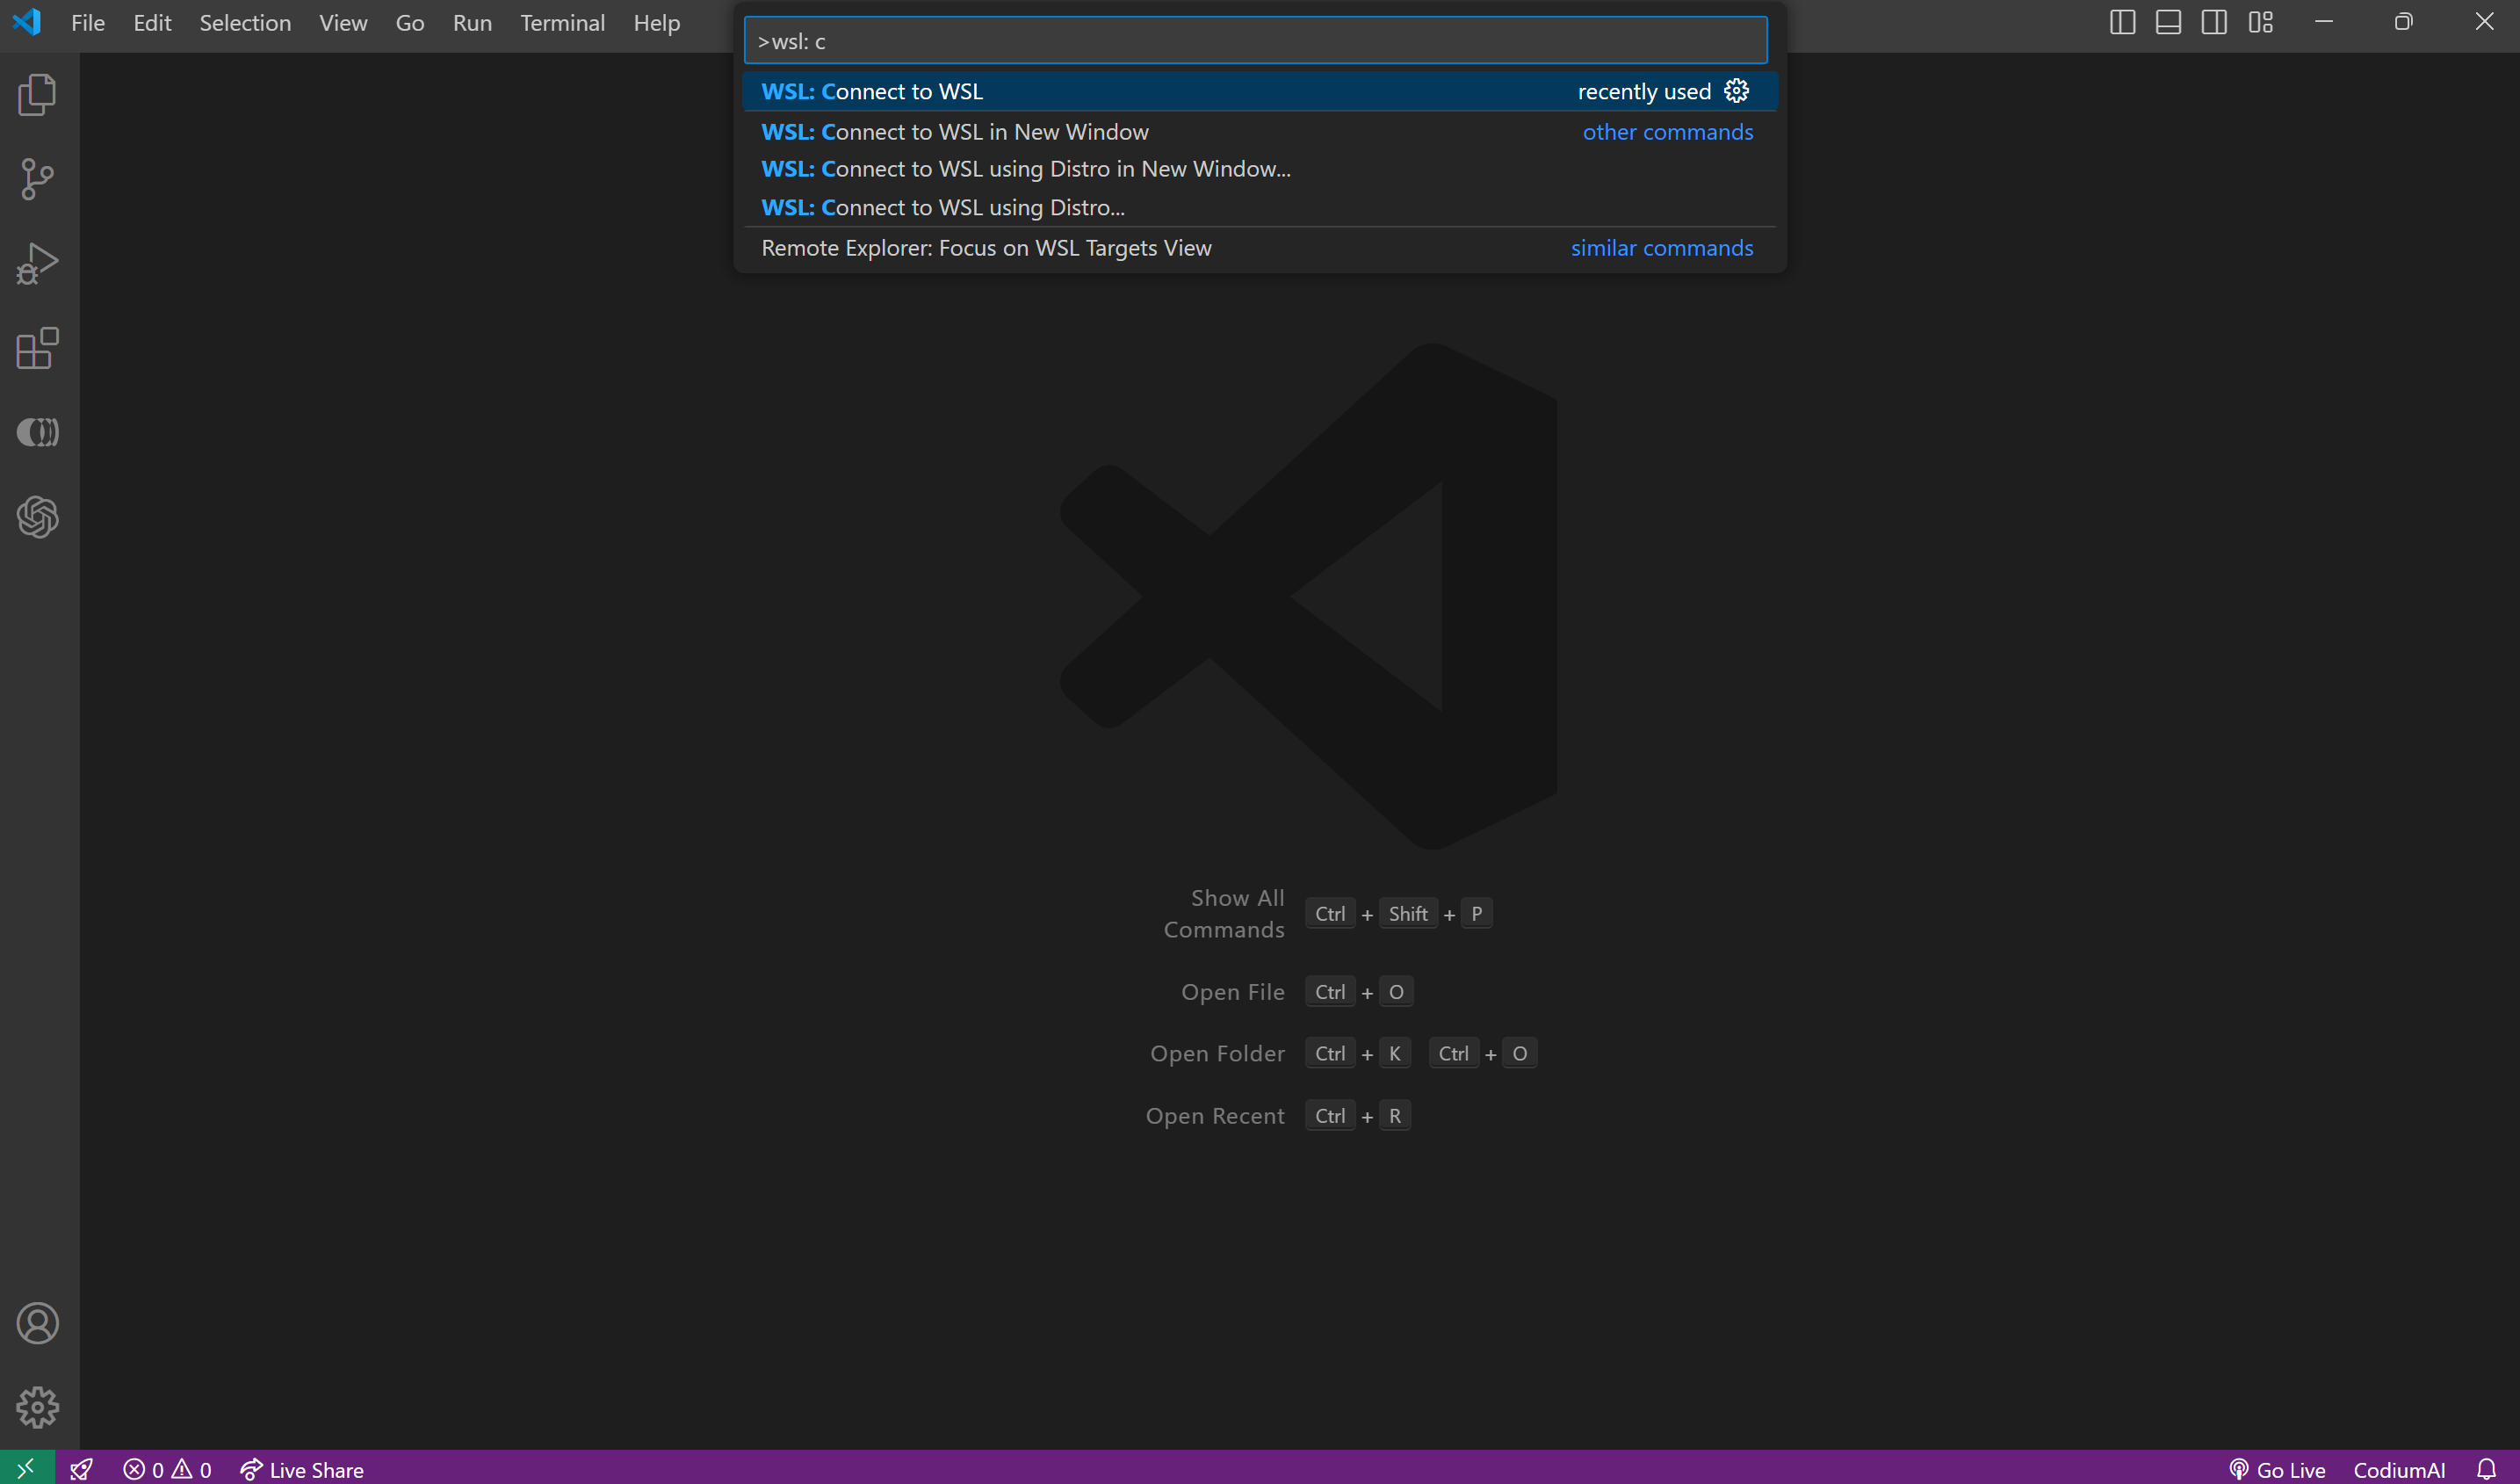 File Edit Selection View Go Run Terminal Help
>wsl: c
WSL: Connect to WSL recently used
WSL: Connect to WSL in New Window other commands
WSL: Connect to WSL using Distro in New Window...
WSL: Connect to WSL using Distro...
Remote Explorer: Focus on WSL Targets View similar commands
Show All
Commands Ctrl + Shift + P
Open File Ctrl + O
Open Folder Ctrl + K Ctrl + O
Open Recent Ctrl + R
0 0 Live Share Go Live CodiumAI